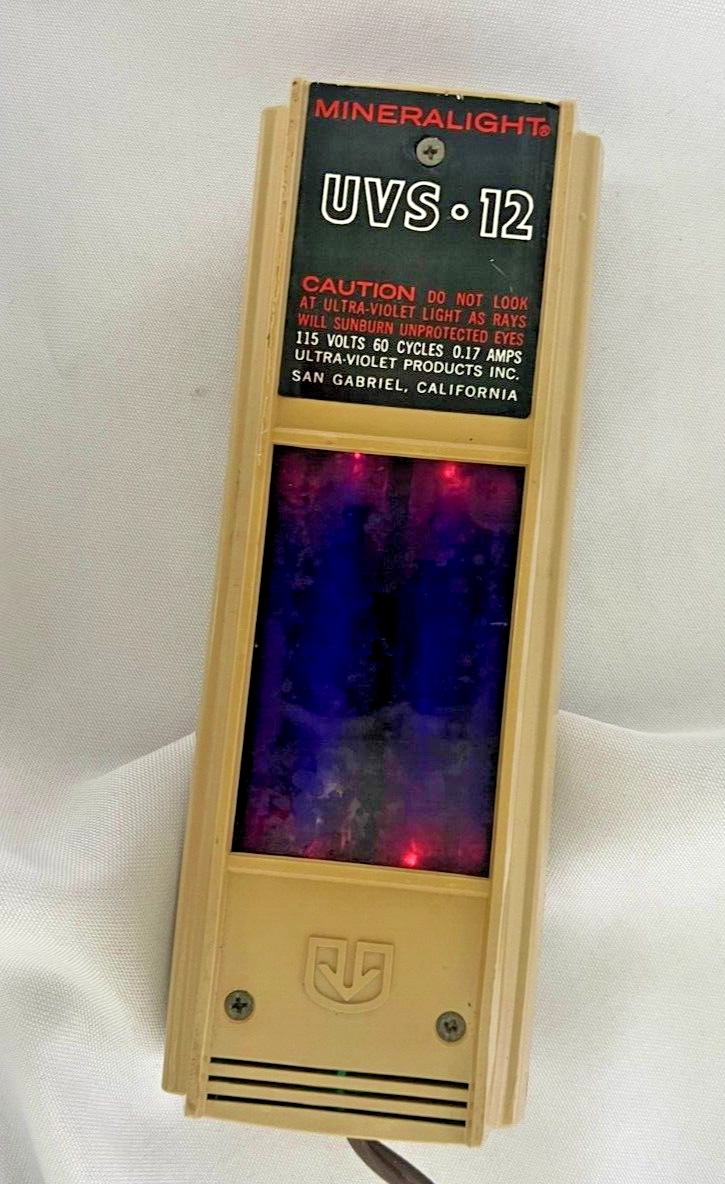 MINERALIGHT®
UVS • 12
CAUTION DO NOT LOOK
AT ULTRA-VIOLET LIGHT AS RAYS
WILL SUNBURN UNPROTECTED EYES
115 VOLTS 60 CYCLES 0.17 AMPS
ULTRA-VIOLET PRODUCTS INC.
SAN GABRIEL, CALIFORNIA